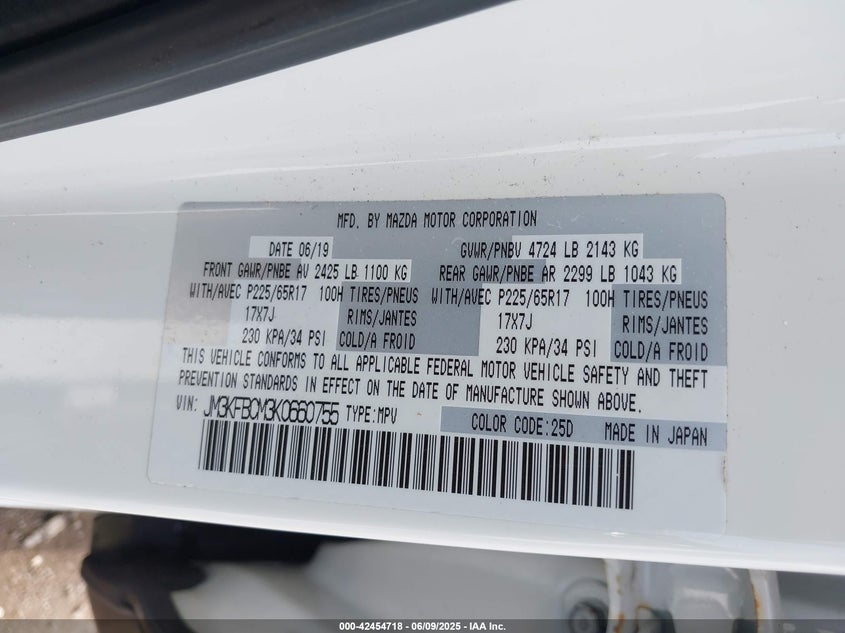 MFD. BY MAZDA MOTOR CORPORATION
DATE 06/19 GVWR/PNBV 4724 LB 2143 KG
FRONT GAWR/PNBE AV 2425 LB 1100 KG REAR GAWR/PNBE AR 2299 LB 1043 KG
WITH/AVEC P225/65R17 100H TIRES/PNEUS WITH/AVEC P225/65R17 100H TIRES/PNEUS
17X7J RIMS/JANTES 17X7J RIMS/JANTES
230 KPA/34 PSI COLD/A FROID 230 KPA/34 PSI COLD/A FROID
THIS VEHICLE CONFORMS TO ALL APPLICABLE FEDERAL MOTOR VEHICLE SAFETY AND THEFT
PREVENTION STANDARDS IN EFFECT ON THE DATE OF MANUFACTURE SHOWN ABOVE.
VIN: JM3KFBCM3K0660755 TYPE:MPV COLOR CODE:25D MADE IN JAPAN
000-42454718 - 06/09/2025 - IAA Inc.